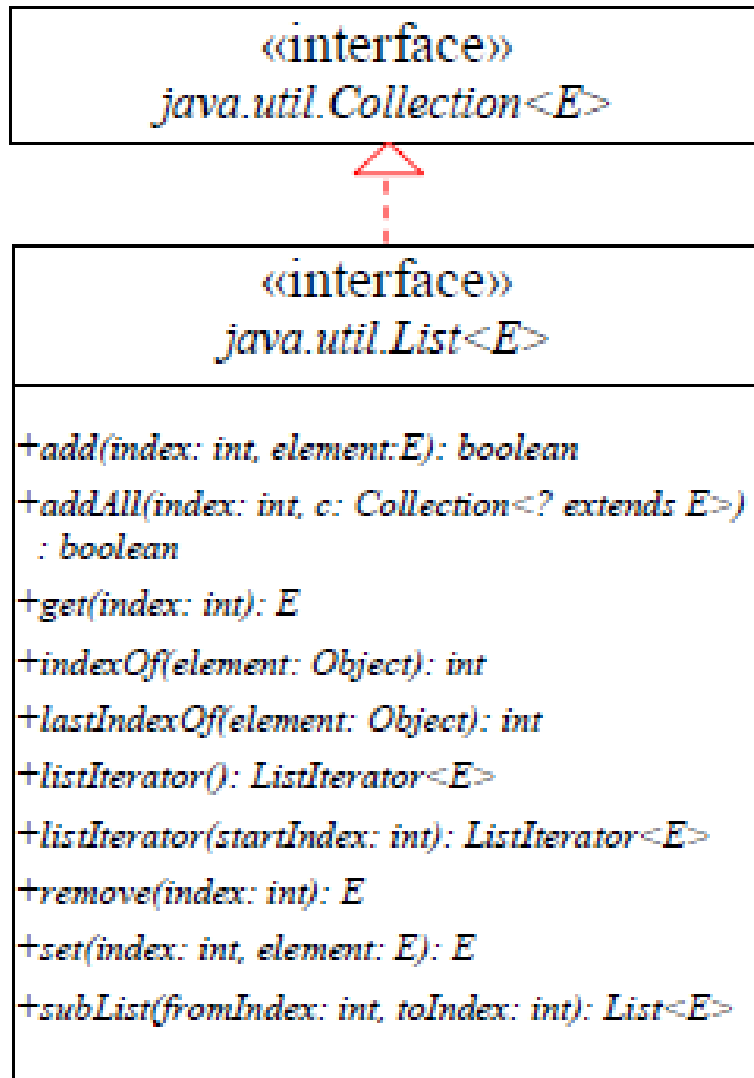 «interface»
java.util.Collection<E>
«interface»
java.util.List<E>
+add(index: int, element:E): boolean
+addAll(index: int, c: Collection<? extends E>)
: boolean
+get(index: int): E
+indexOf(element: Object): int
+lastIndexOf(element: Object): int
+listIterator(): ListIterator<E>
+listIterator(startIndex: int): ListIterator<E>
+remove(index: int): E
+set(index: int, element: E): E
+subList(fromIndex: int, toIndex: int): List<E>